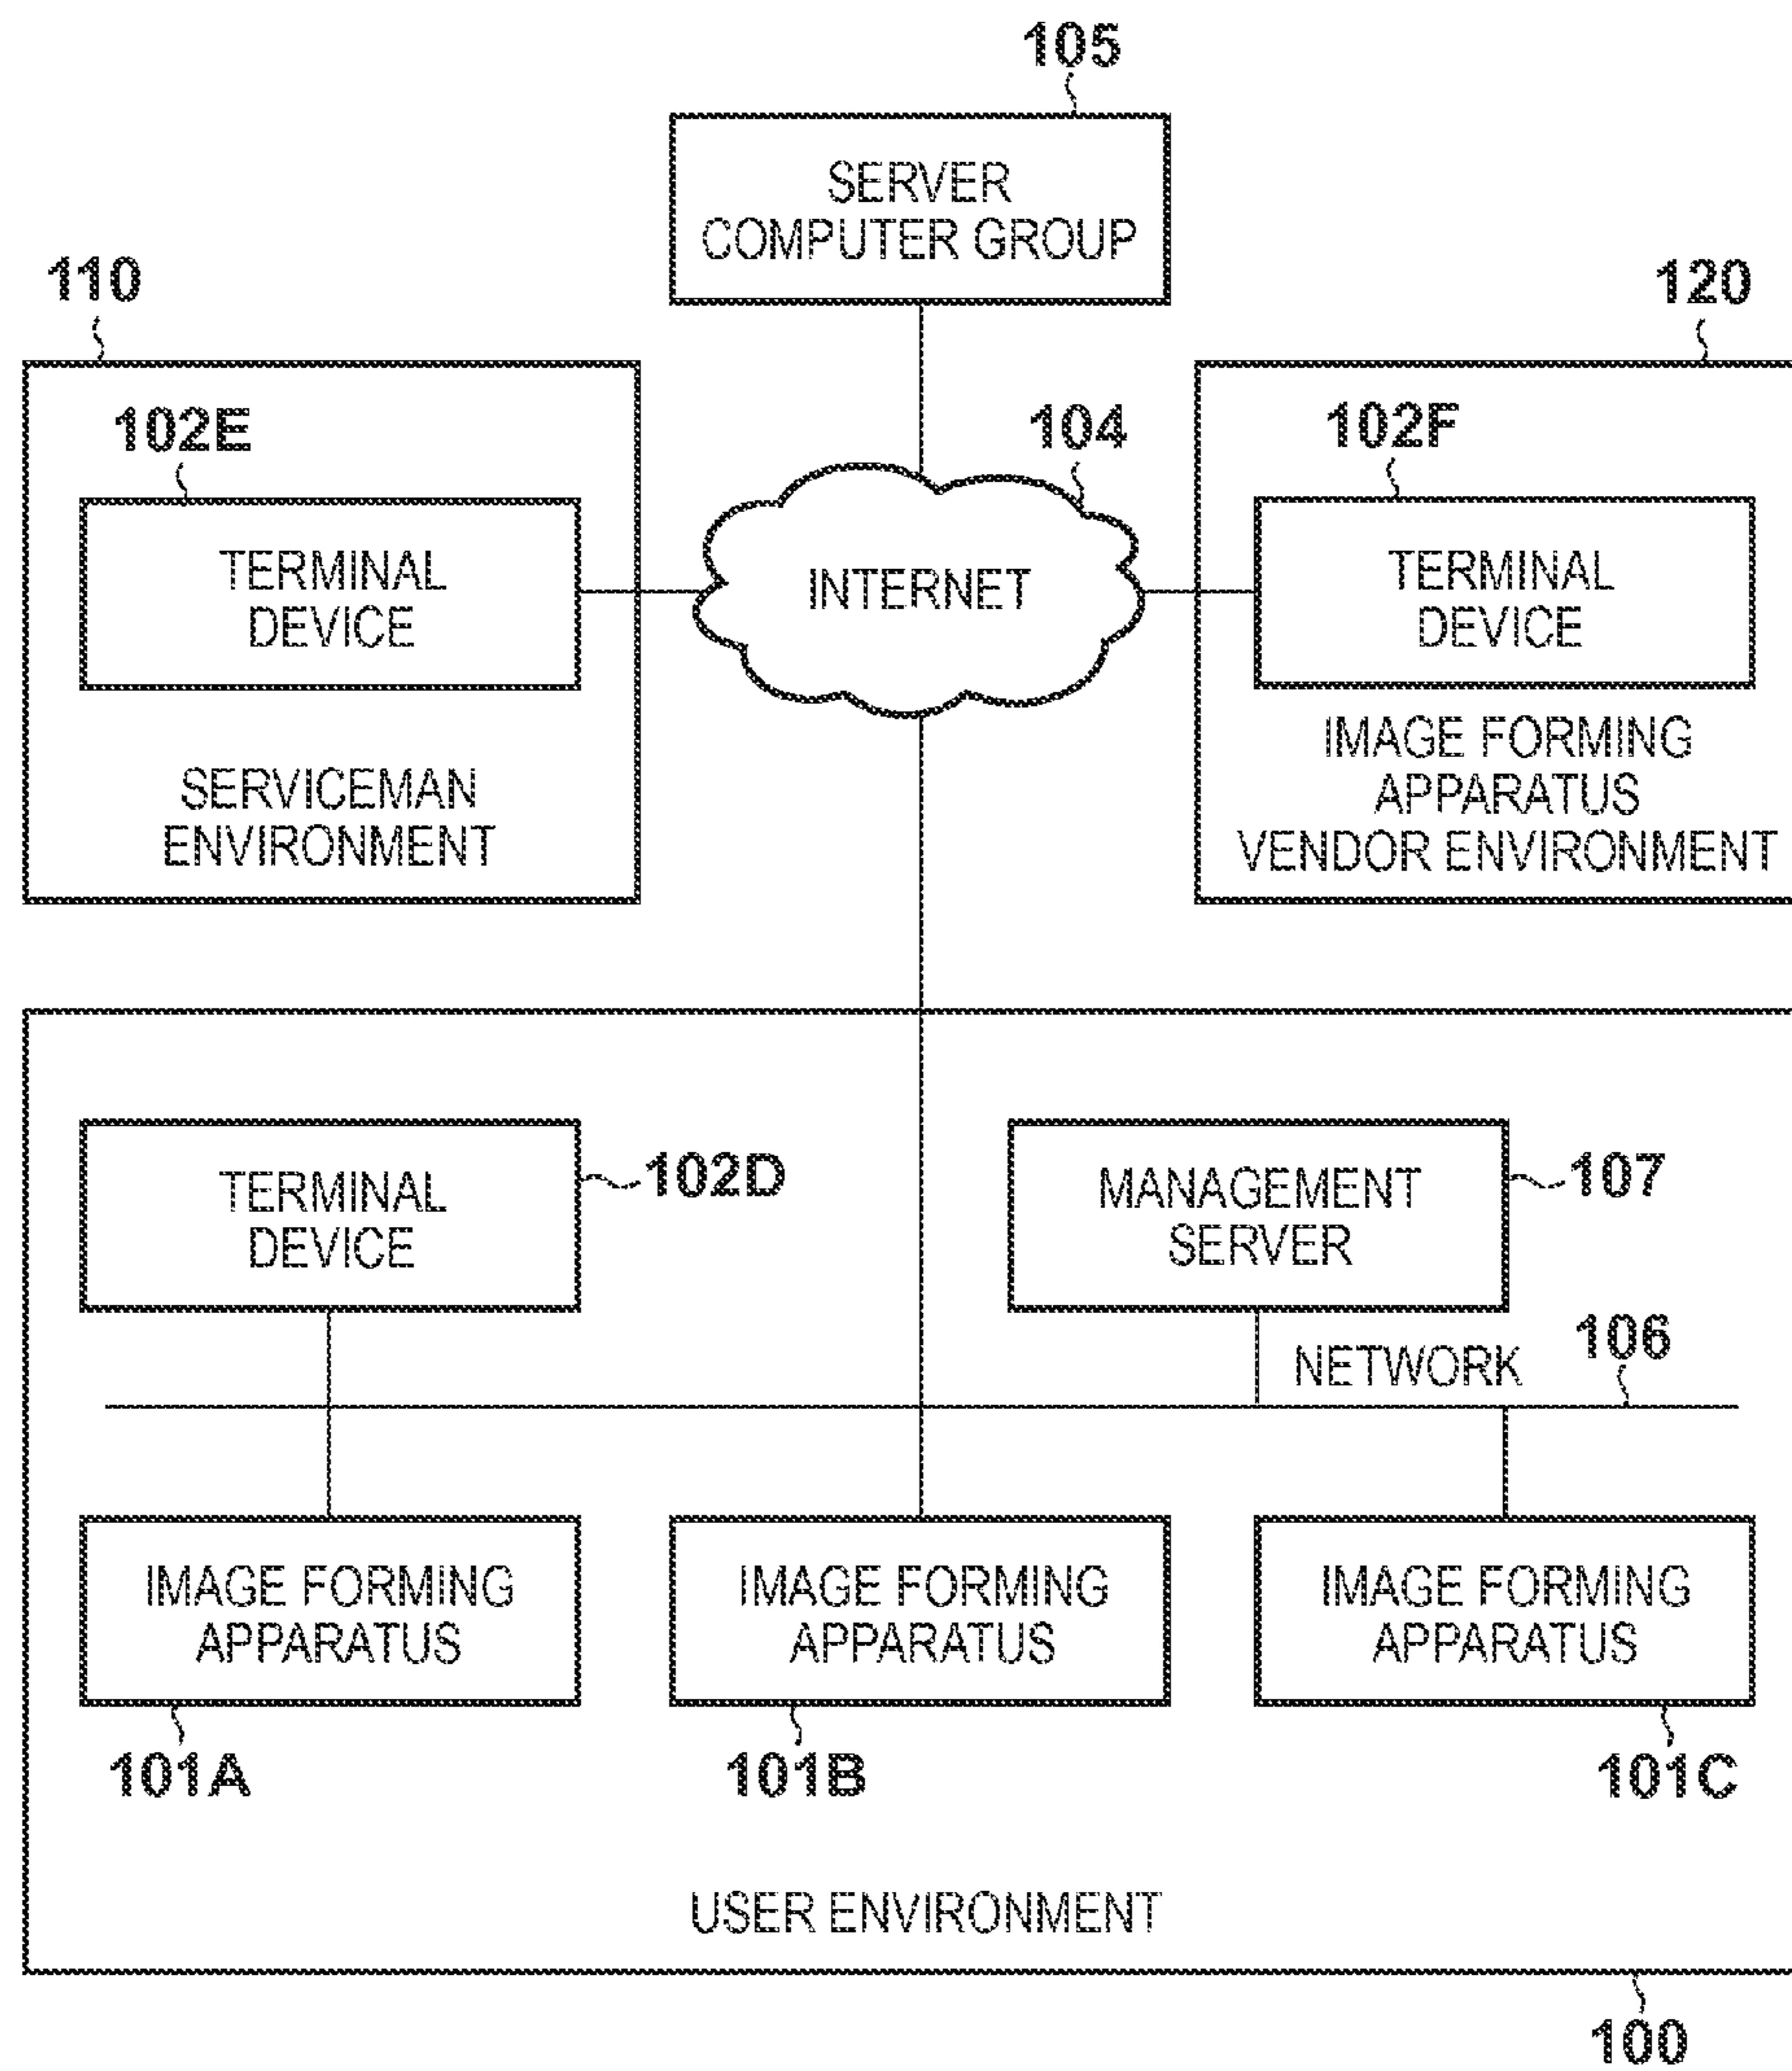 105
SERVER
COMPUTER GROUP
110
120
102E
104
102F
TERMINAL
DEVICE
INTERNET
TERMINAL
DEVICE
SERVICEMAN
ENVIRONMENT
IMAGE FORMING
APPARATUS
VENDOR ENVIRONMENT
TERMINAL
DEVICE
102D
MANAGEMENT
SERVER
107
NETWORK
106
IMAGE FORMING
APPARATUS
IMAGE FORMING
APPARATUS
IMAGE FORMING
APPARATUS
101A
101B
101C
USER ENVIRONMENT
100